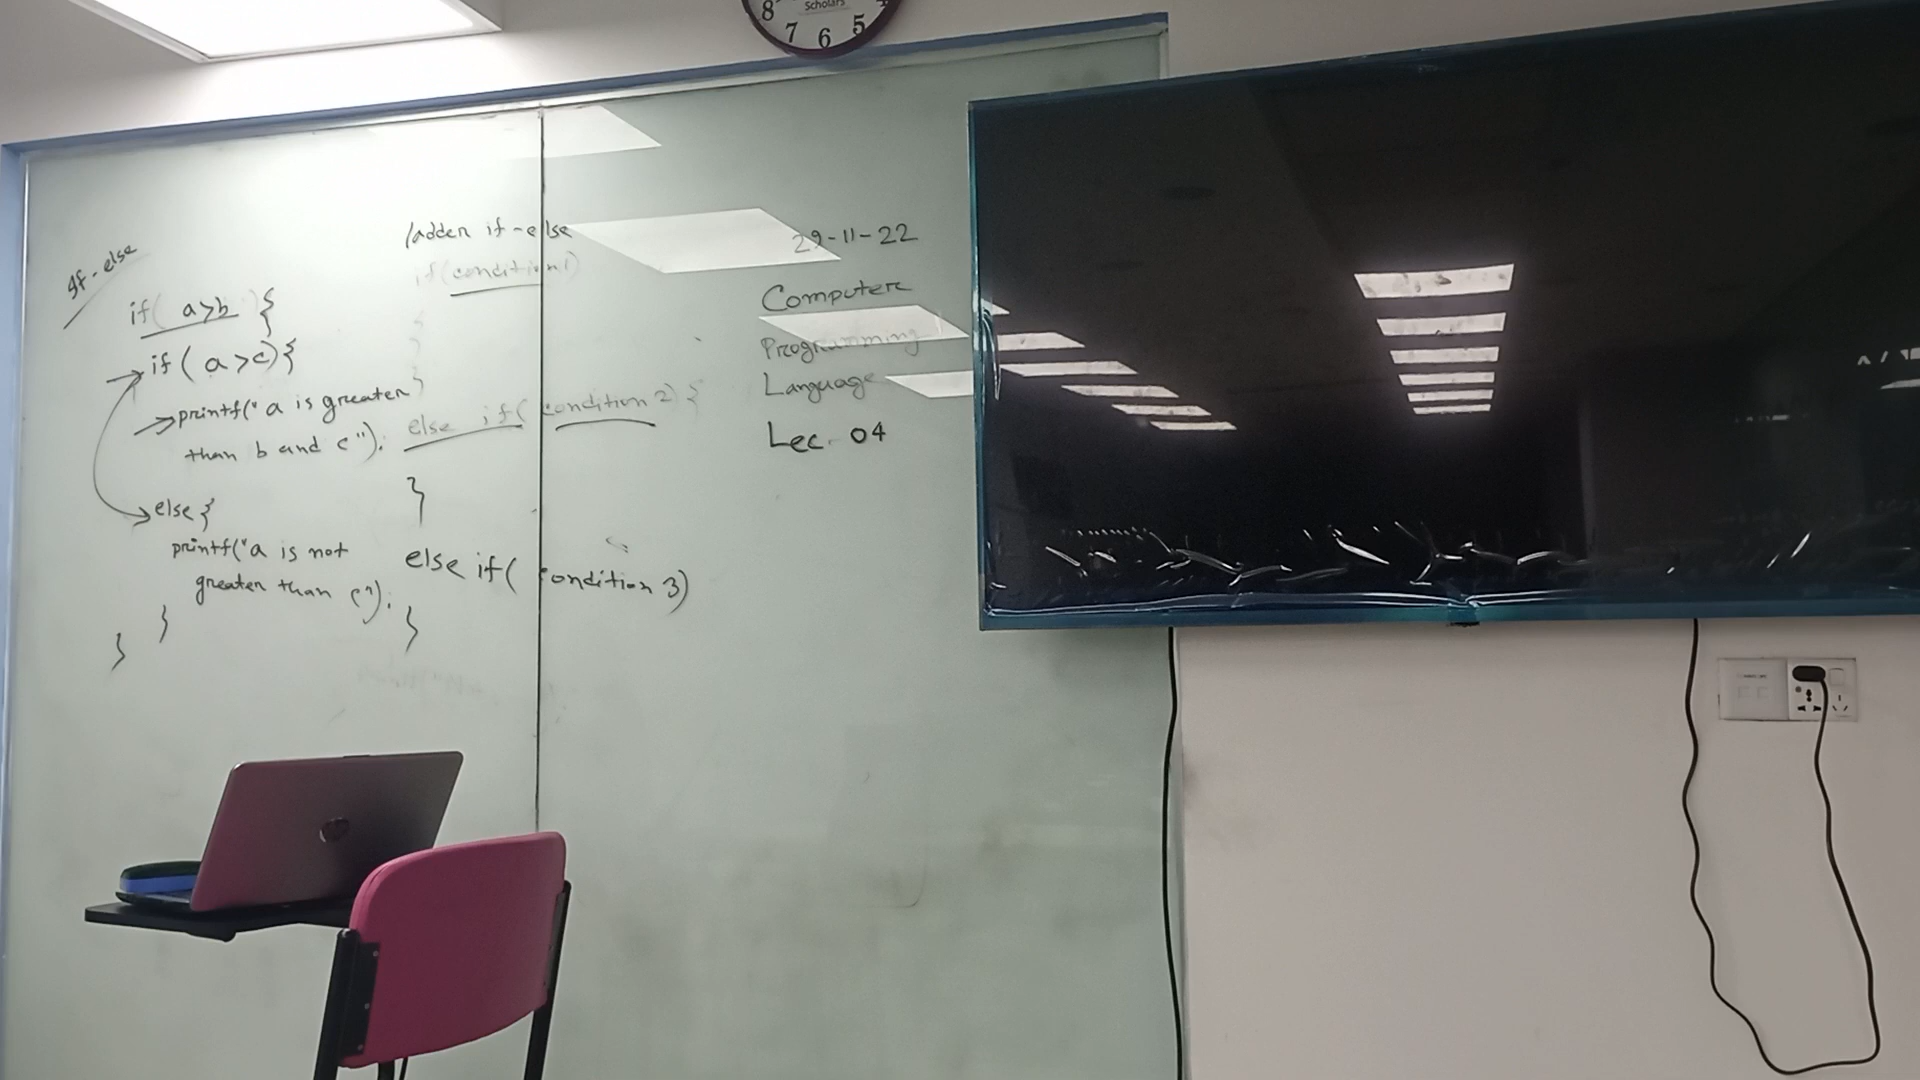 Scholars
8 7 6 5
If-else
if( a>b ){
if( a>c){
printf("a is greater
than b and c");
else{
printf("a is not
greater than c");
}
}
ladder if-else
if(condition1)
{
}
else if( condition 2) {
}
else if( condition 3)
}
29-11-22
Computer
Programming
Language
Lec. 04